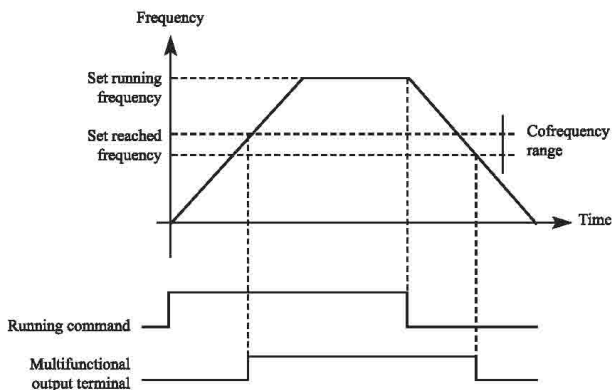 Frequency
Set running
frequency
Set reached
frequency
Cofrequency
range
Time
Running command
Multifunctional
output terminal